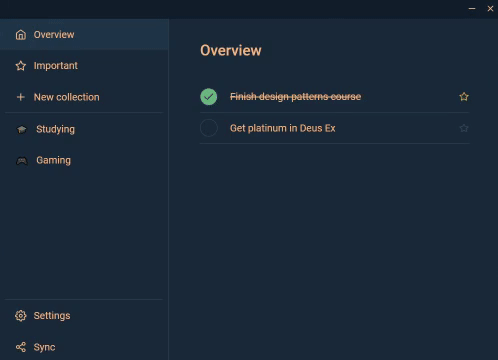 Overview
Important
New collection
Studying
Gaming
Settings
Sync
Overview
Finish design patterns course
Get platinum in Deus Ex